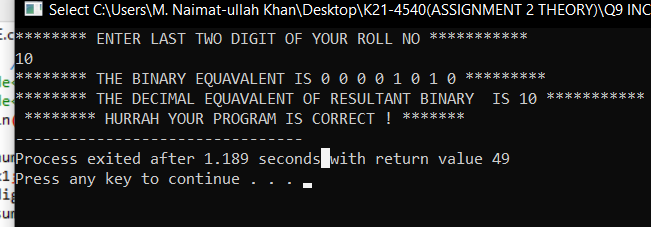 Select C:\Users\M. Naimat-ullah Khan\Desktop\K21-4540(ASSIGNMENT 2 THEORY)\Q9 INC
******** ENTER LAST TWO DIGIT OF YOUR ROLL NO ***********
10
******** THE BINARY EQUAVALENT IS 0 0 0 0 1 0 1 0 *********
******** THE DECIMAL EQUAVALENT OF RESULTANT BINARY  IS 10 ***********
******** HURRAH YOUR PROGRAM IS CORRECT ! *******
--------------------------------
Process exited after 1.189 seconds with return value 49
Press any key to continue . . .